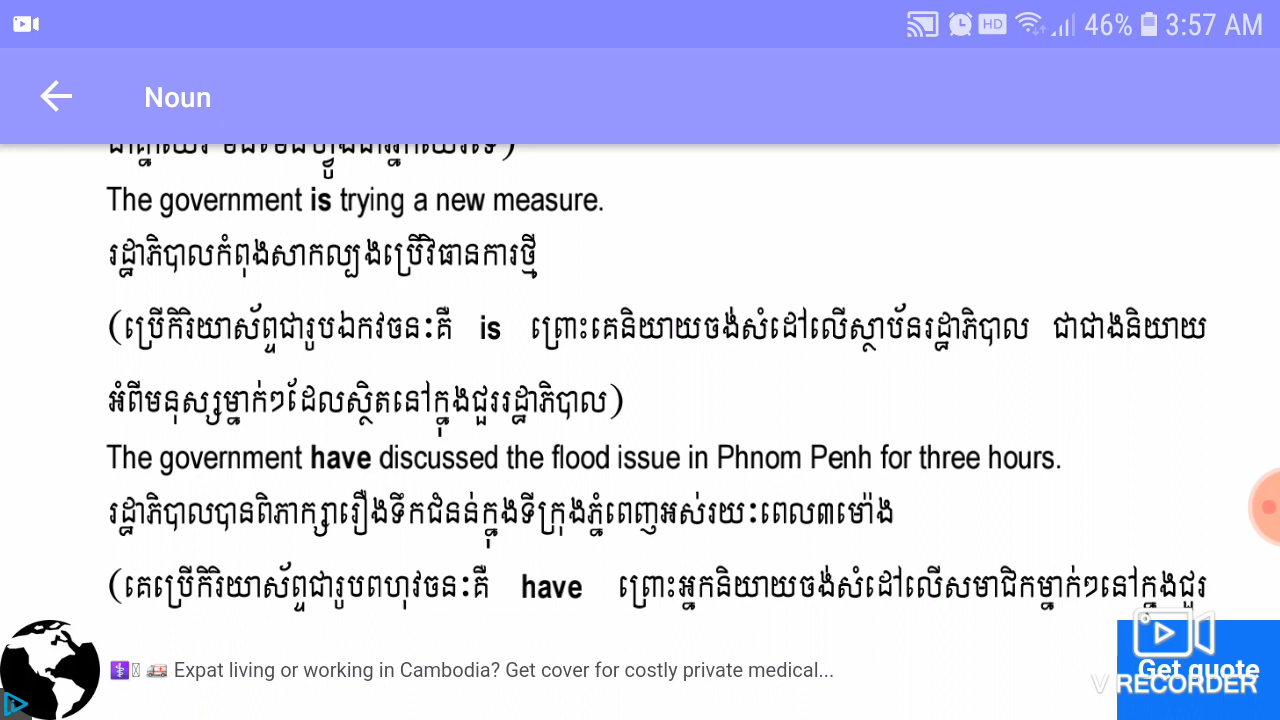 HD 46% 3:57 AM
Noun
The government is trying a new measure.
រដ្ឋាភិបាលកំពុងសាកល្បងប្រើវិធានការថ្មី
(ប្រើកិរិយាស័ព្ទជារូបឯកវចនៈគឺ is ព្រោះគេនិយាយចង់សំដៅលើស្ថាប័នរដ្ឋាភិបាល ជាជាងនិយាយ
អំពីមនុស្សម្នាក់ៗដែលស្ថិតនៅក្នុងជួររដ្ឋាភិបាល)
The government have discussed the flood issue in Phnom Penh for three hours.
រដ្ឋាភិបាលបានពិភាក្សារឿងទឹកជំនន់ក្នុងទីក្រុងភ្នំពេញអស់រយៈពេល៣ម៉ោង
(គេប្រើកិរិយាស័ព្ទជារូបពហុវចនៈគឺ have ព្រោះអ្នកនិយាយចង់សំដៅលើសមាជិកម្នាក់ៗនៅក្នុងជួរ
Expat living or working in Cambodia? Get cover for costly private medical...
Get quote
V RECORDER